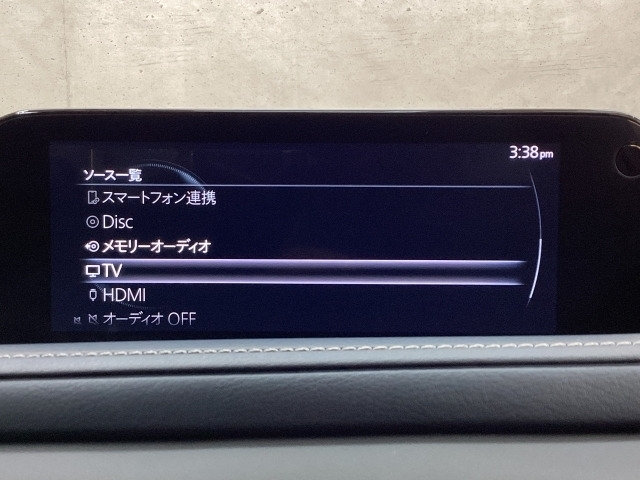 3:38pm
ソース一覧
スマートフォン連携
Disc
メモリーオーディオ
TV
HDMI
オーディオ OFF